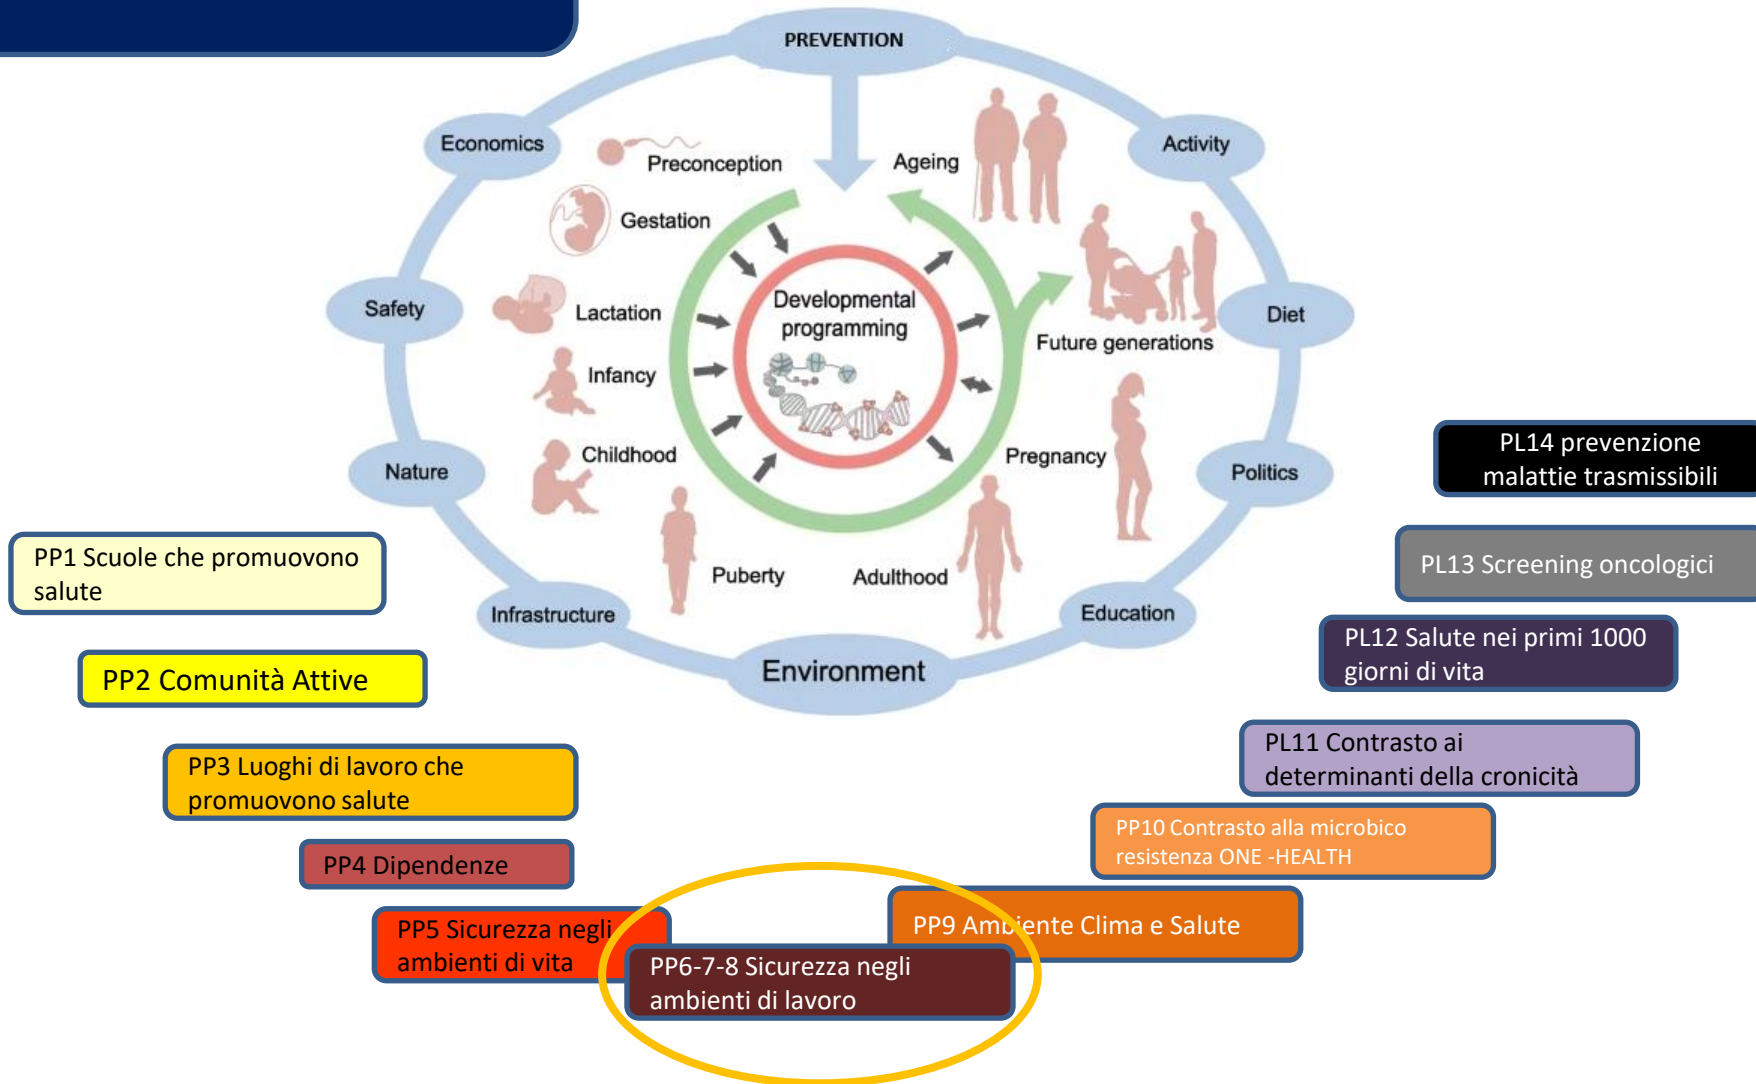 PREVENTION
Economics
Activity
Preconception
Ageing
Gestation
Safety
Lactation
Developmental
programming
Diet
Future generations
Infancy
Childhood
Nature
Pregnancy
Politics
Puberty
Adulthood
Infrastructure
Education
Environment
PP1 Scuole che promuovono
salute
PP2 Comunità Attive
PP3 Luoghi di lavoro che
promuovono salute
PP4 Dipendenze
PP5 Sicurezza negli
ambienti di vita
PP6-7-8 Sicurezza negli
ambienti di lavoro
PP9 Ambiente Clima e Salute
PP10 Contrasto alla microbico
resistenza ONE -HEALTH
PL11 Contrasto ai
determinanti della cronicità
PL12 Salute nei primi 1000
giorni di vita
PL13 Screening oncologici
PL14 prevenzione
malattie trasmissibili